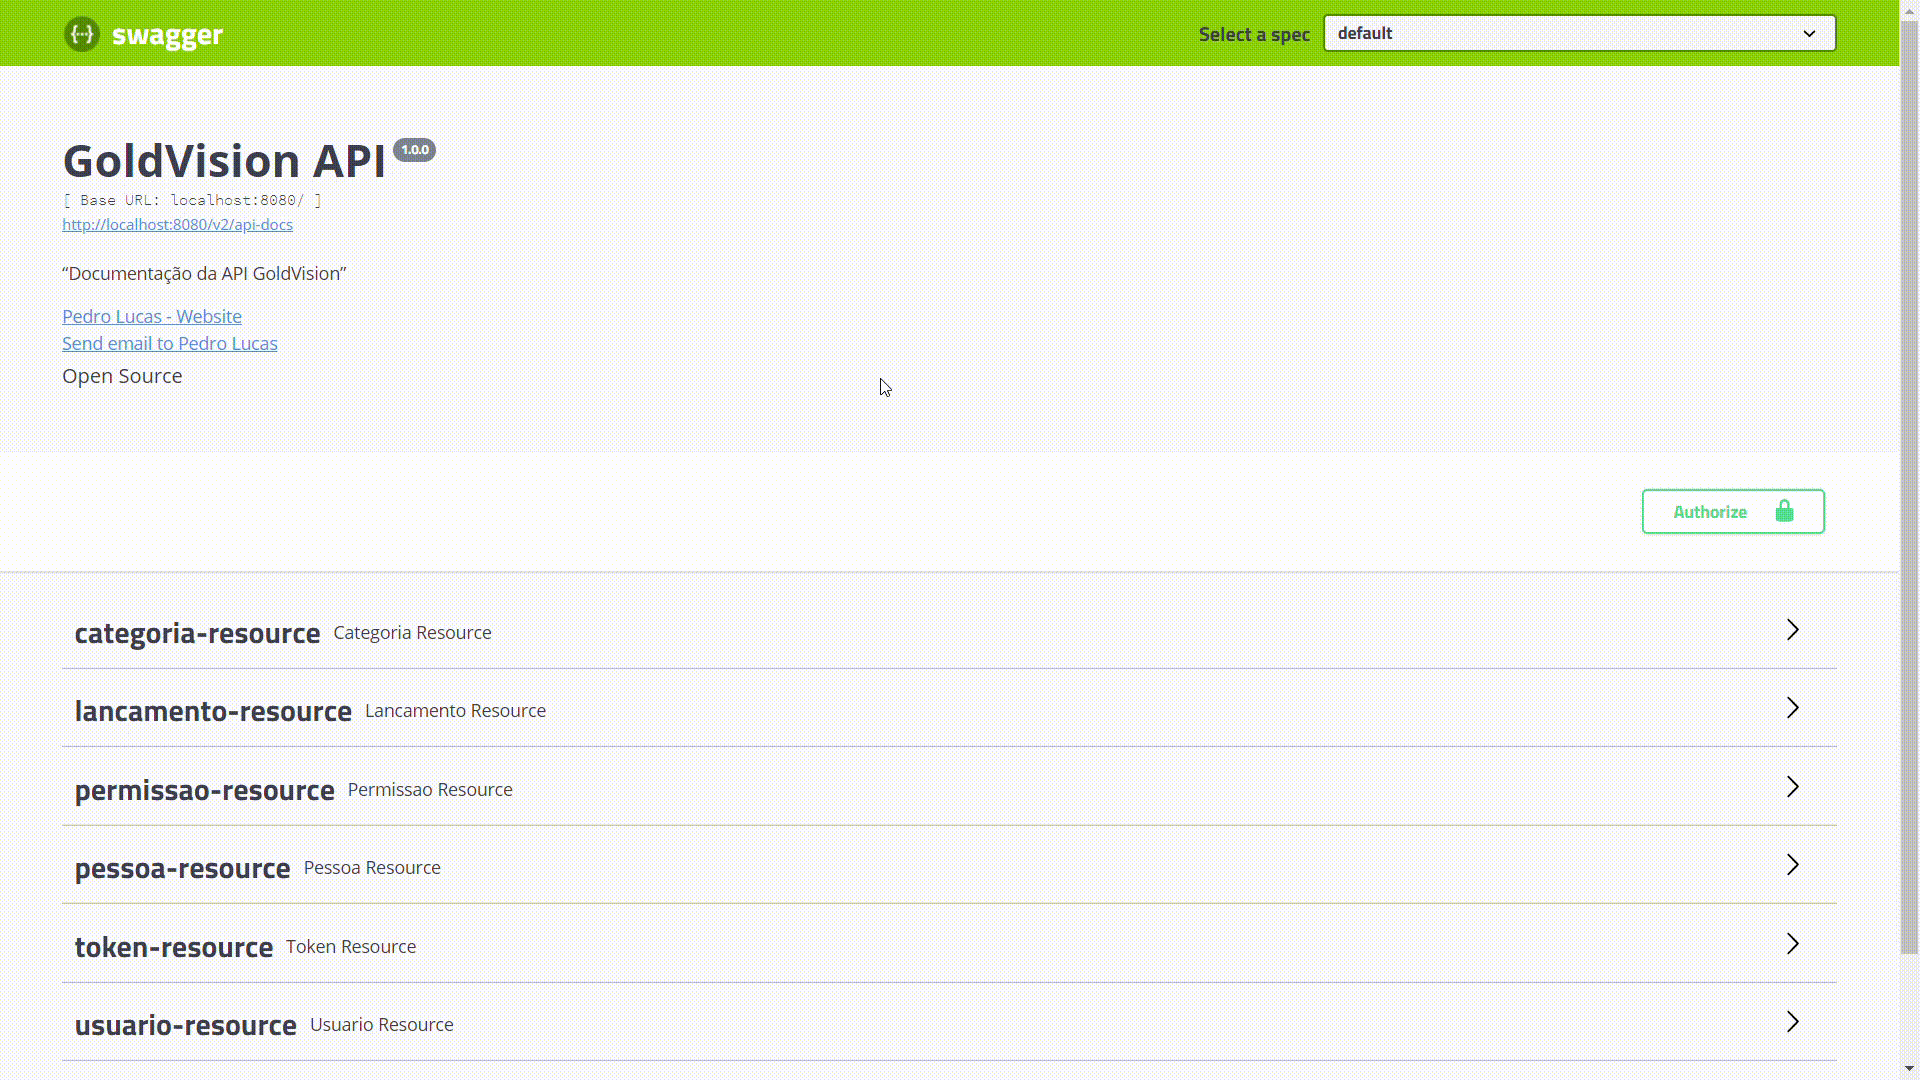 swagger
Select a spec default
GoldVision API 1.0.0
[ Base URL: localhost:8080/ ]
http://localhost:8080/v2/api-docs
“Documentação da API GoldVision”
Pedro Lucas - Website
Send email to Pedro Lucas
Open Source
Authorize
categoria-resource Categoria Resource
lancamento-resource Lancamento Resource
permissao-resource Permissao Resource
pessoa-resource Pessoa Resource
token-resource Token Resource
usuario-resource Usuario Resource